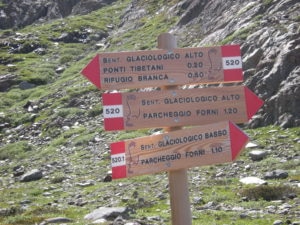 SENT. GLACIOLOGICO ALTO
PONTI TIBETANI 0.20
RIFUGIO BRANCA 0.50
520
520
SENT. GLACIOLOGICO ALTO
PARCHEGGIO FORNI 1.20
520.1
SENT. GLACIOLOGICO BASSO
PARCHEGGIO FORNI 1.10